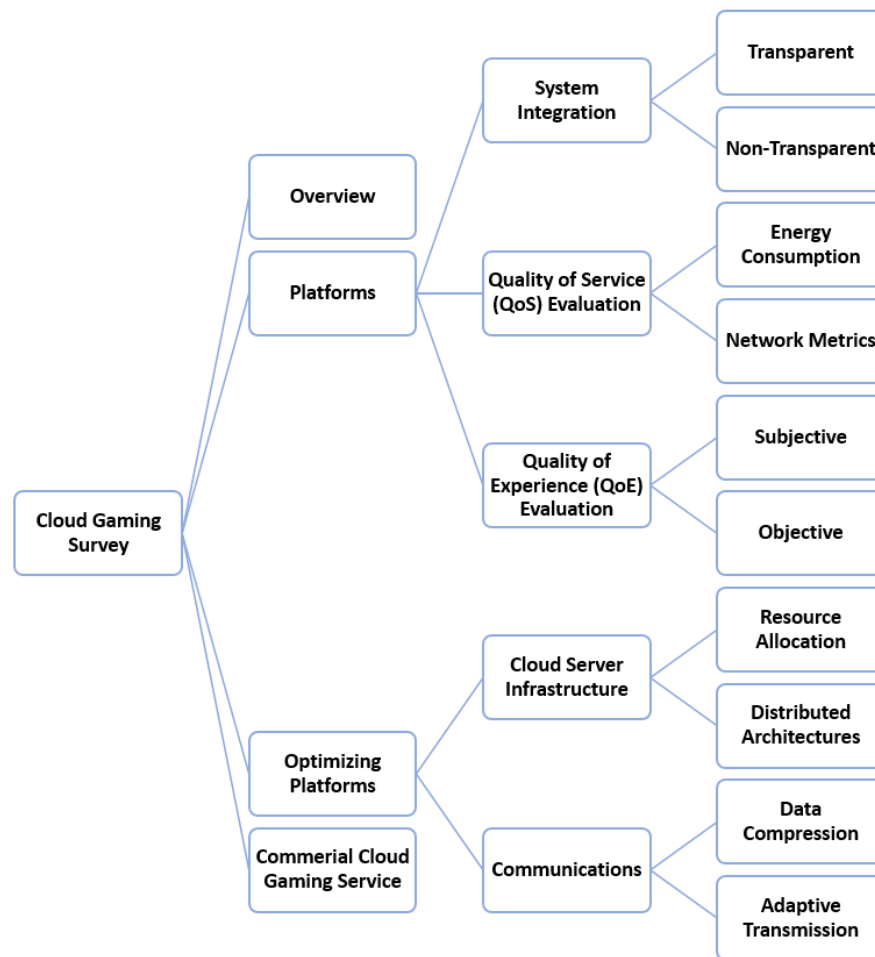 Cloud Gaming
Survey
Overview
Platforms
Optimizing
Platforms
Commerial Cloud
Gaming Service
System
Integration
Quality of Service
(QoS) Evaluation
Quality of
Experience (QoE)
Evaluation
Cloud Server
Infrastructure
Communications
Transparent
Non-Transparent
Energy
Consumption
Network Metrics
Subjective
Objective
Resource
Allocation
Distributed
Architectures
Data
Compression
Adaptive
Transmission